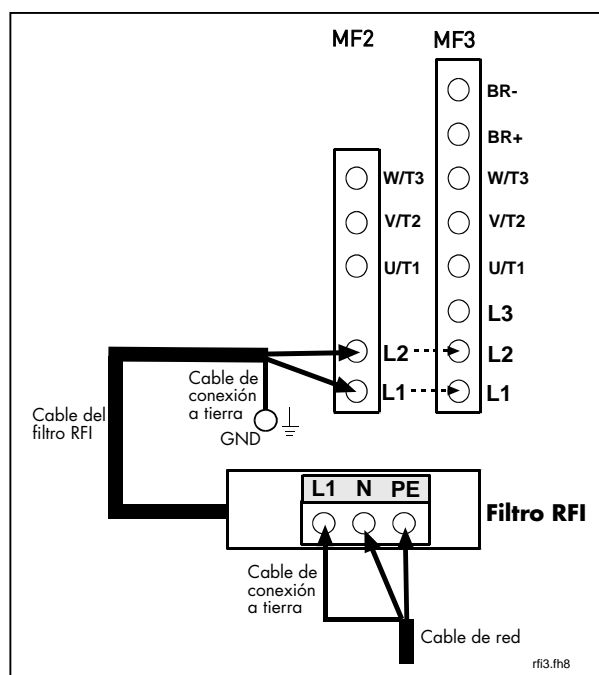 MF2
MF3
BR-
BR+
W/T3
W/T3
V/T2
V/T2
U/T1
U/T1
L3
L2
L2
L1
L1
Cable de
conexión
a tierra
GND
Cable del
filtro RFI
L1 N PE
Filtro RFI
Cable de
conexión
a tierra
Cable de red
rfi3.fh8